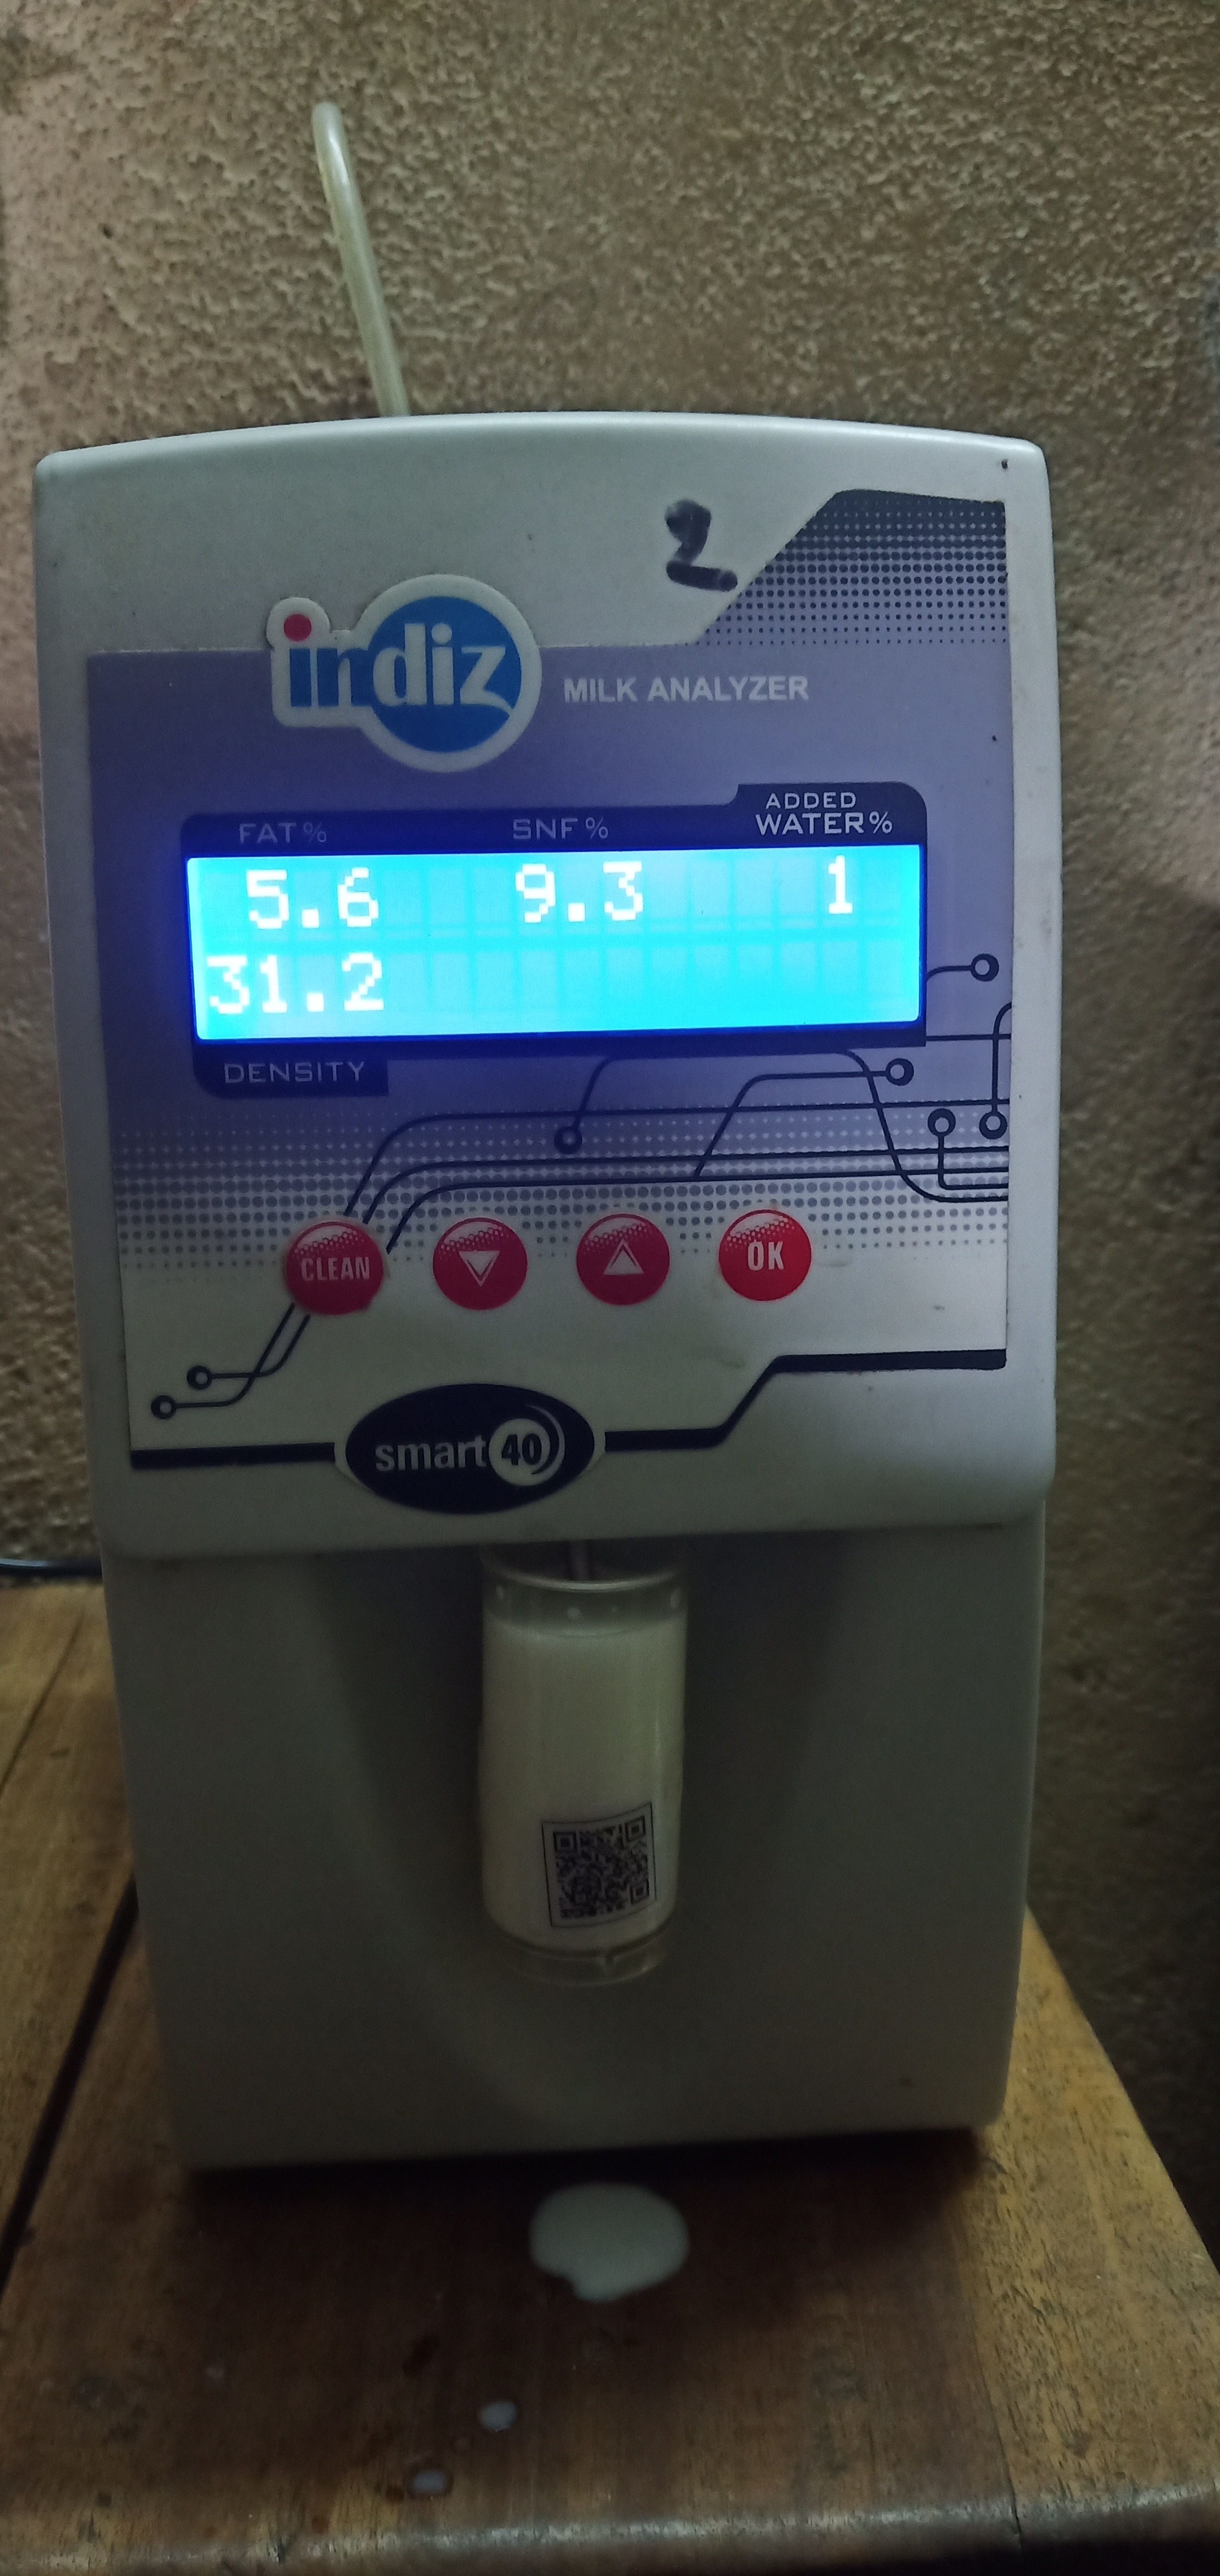 2
indiz MILK ANALYZER
FAT% SNF% ADDED WATER%
5.6 9.3 1
31.2
DENSITY
CLEAN OK
smart 40